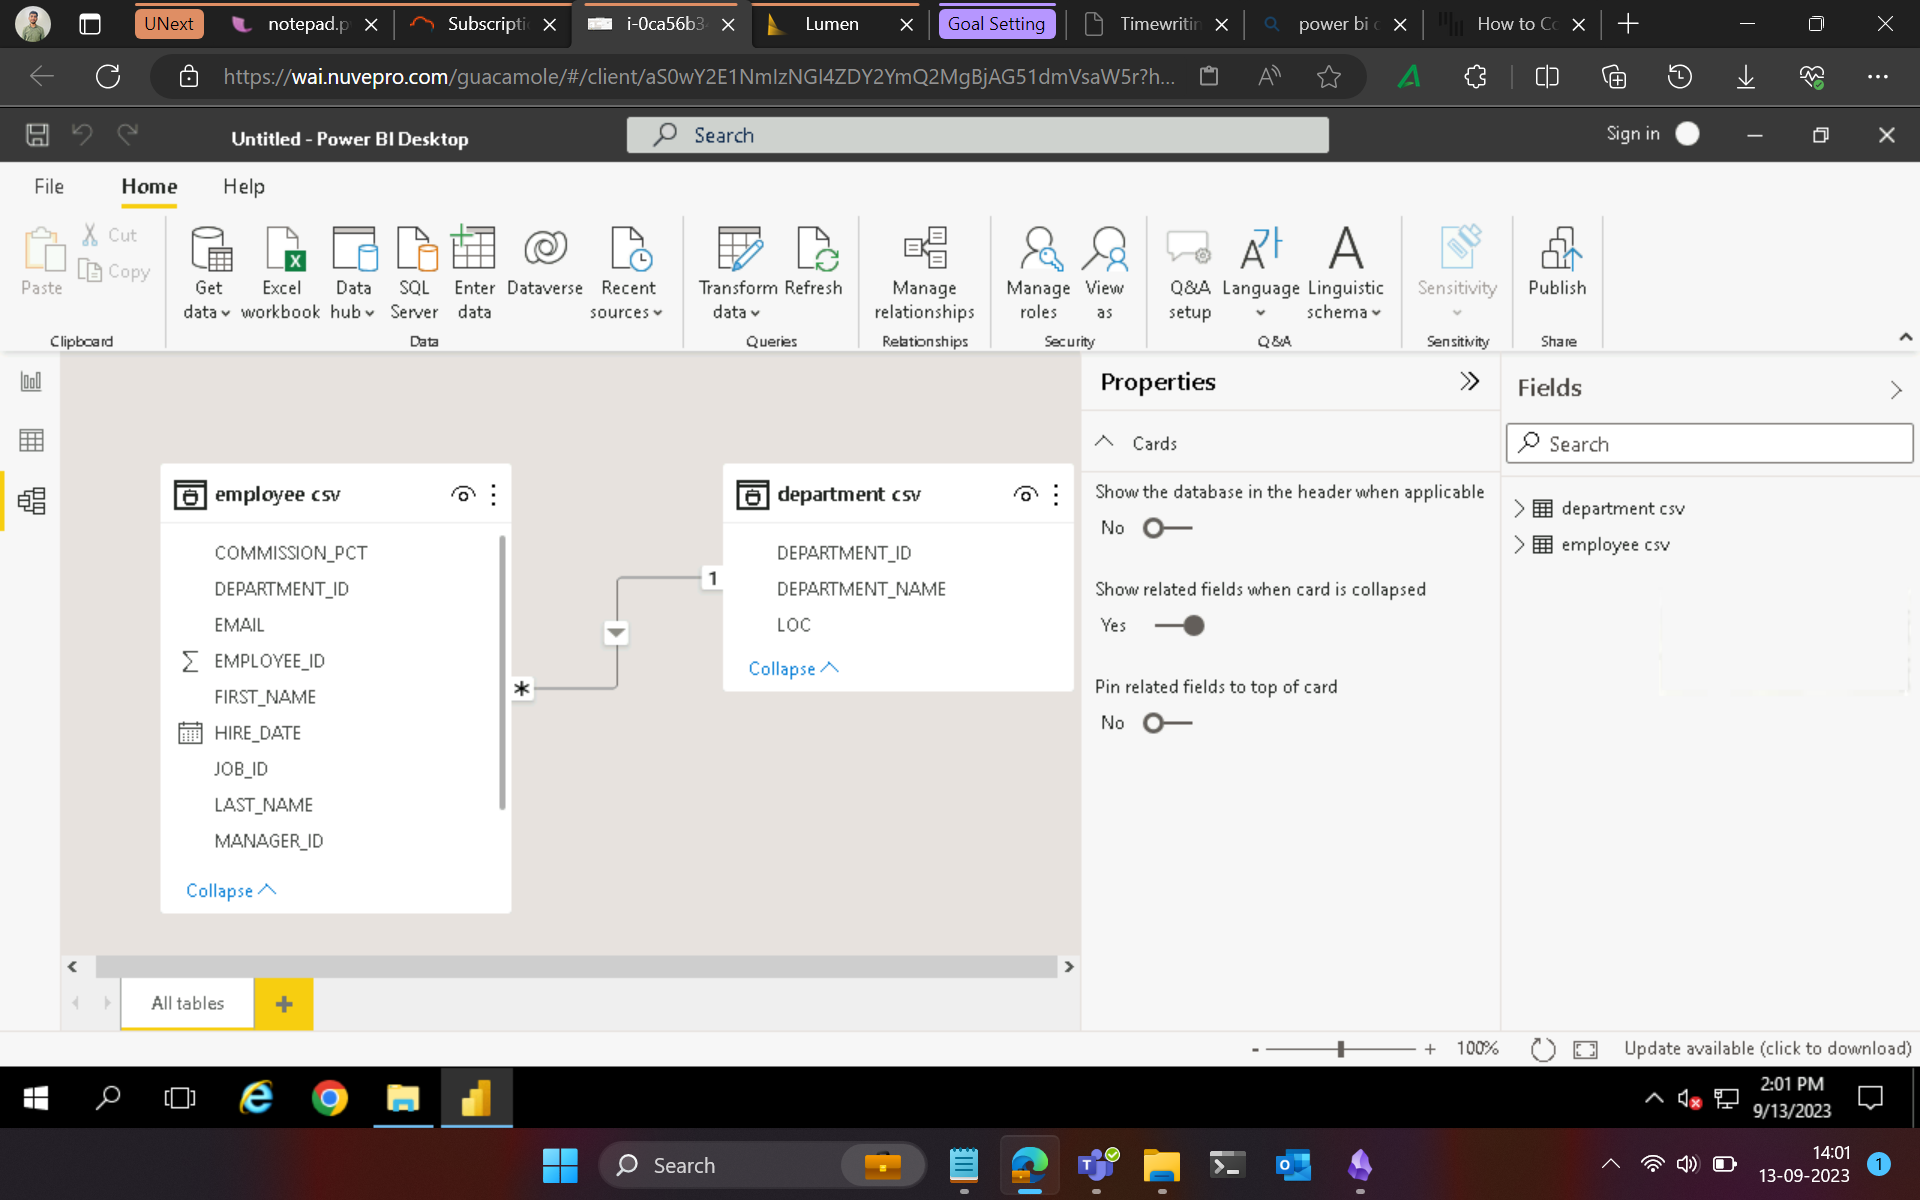 UNext
notepad.p
Subscripti
i-0ca56b3
Lumen
Goal Setting
Timewritin
power bi c
How to Co
https://wai.nuvepro.com/guacamole/#/client/aS0wY2E1NmIzNGI4ZDY2YmQ2MgBjAG51dmVsaW5r?h...
Untitled - Power BI Desktop
Search
Sign in
File
Home
Help
Paste
Cut
Copy
Clipboard
Get data
Excel workbook
Data hub
SQL Server
Enter data
Dataverse
Recent sources
Data
Transform data
Refresh
Queries
Manage relationships
Relationships
Manage roles
View as
Security
Q&A setup
Language
Linguistic schema
Q&A
Sensitivity
Sensitivity
Publish
Share
employee csv
COMMISSION_PCT
DEPARTMENT_ID
EMAIL
EMPLOYEE_ID
FIRST_NAME
HIRE_DATE
JOB_ID
LAST_NAME
MANAGER_ID
Collapse
*
1
department csv
DEPARTMENT_ID
DEPARTMENT_NAME
LOC
Collapse
Properties
Cards
Show the database in the header when applicable
No
Show related fields when card is collapsed
Yes
Pin related fields to top of card
No
Fields
Search
department csv
employee csv
All tables
- + 100%
Update available (click to download)
2:01 PM
9/13/2023
Search
14:01
13-09-2023
1